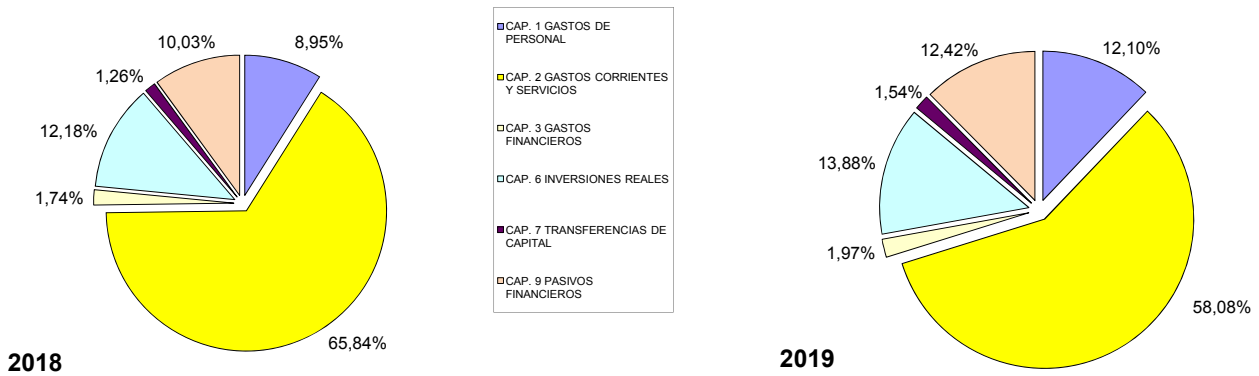 10,03%
8,95%
1,26%
12,18%
1,74%
65,84%
2018
CAP. 1 GASTOS DE
PERSONAL
CAP. 2 GASTOS CORRIENTES
Y SERVICIOS
CAP. 3 GASTOS
FINANCIEROS
CAP. 6 INVERSIONES REALES
CAP. 7 TRANSFERENCIAS DE
CAPITAL
CAP. 9 PASIVOS
FINANCIEROS
12,42%
12,10%
1,54%
13,88%
1,97%
58,08%
2019